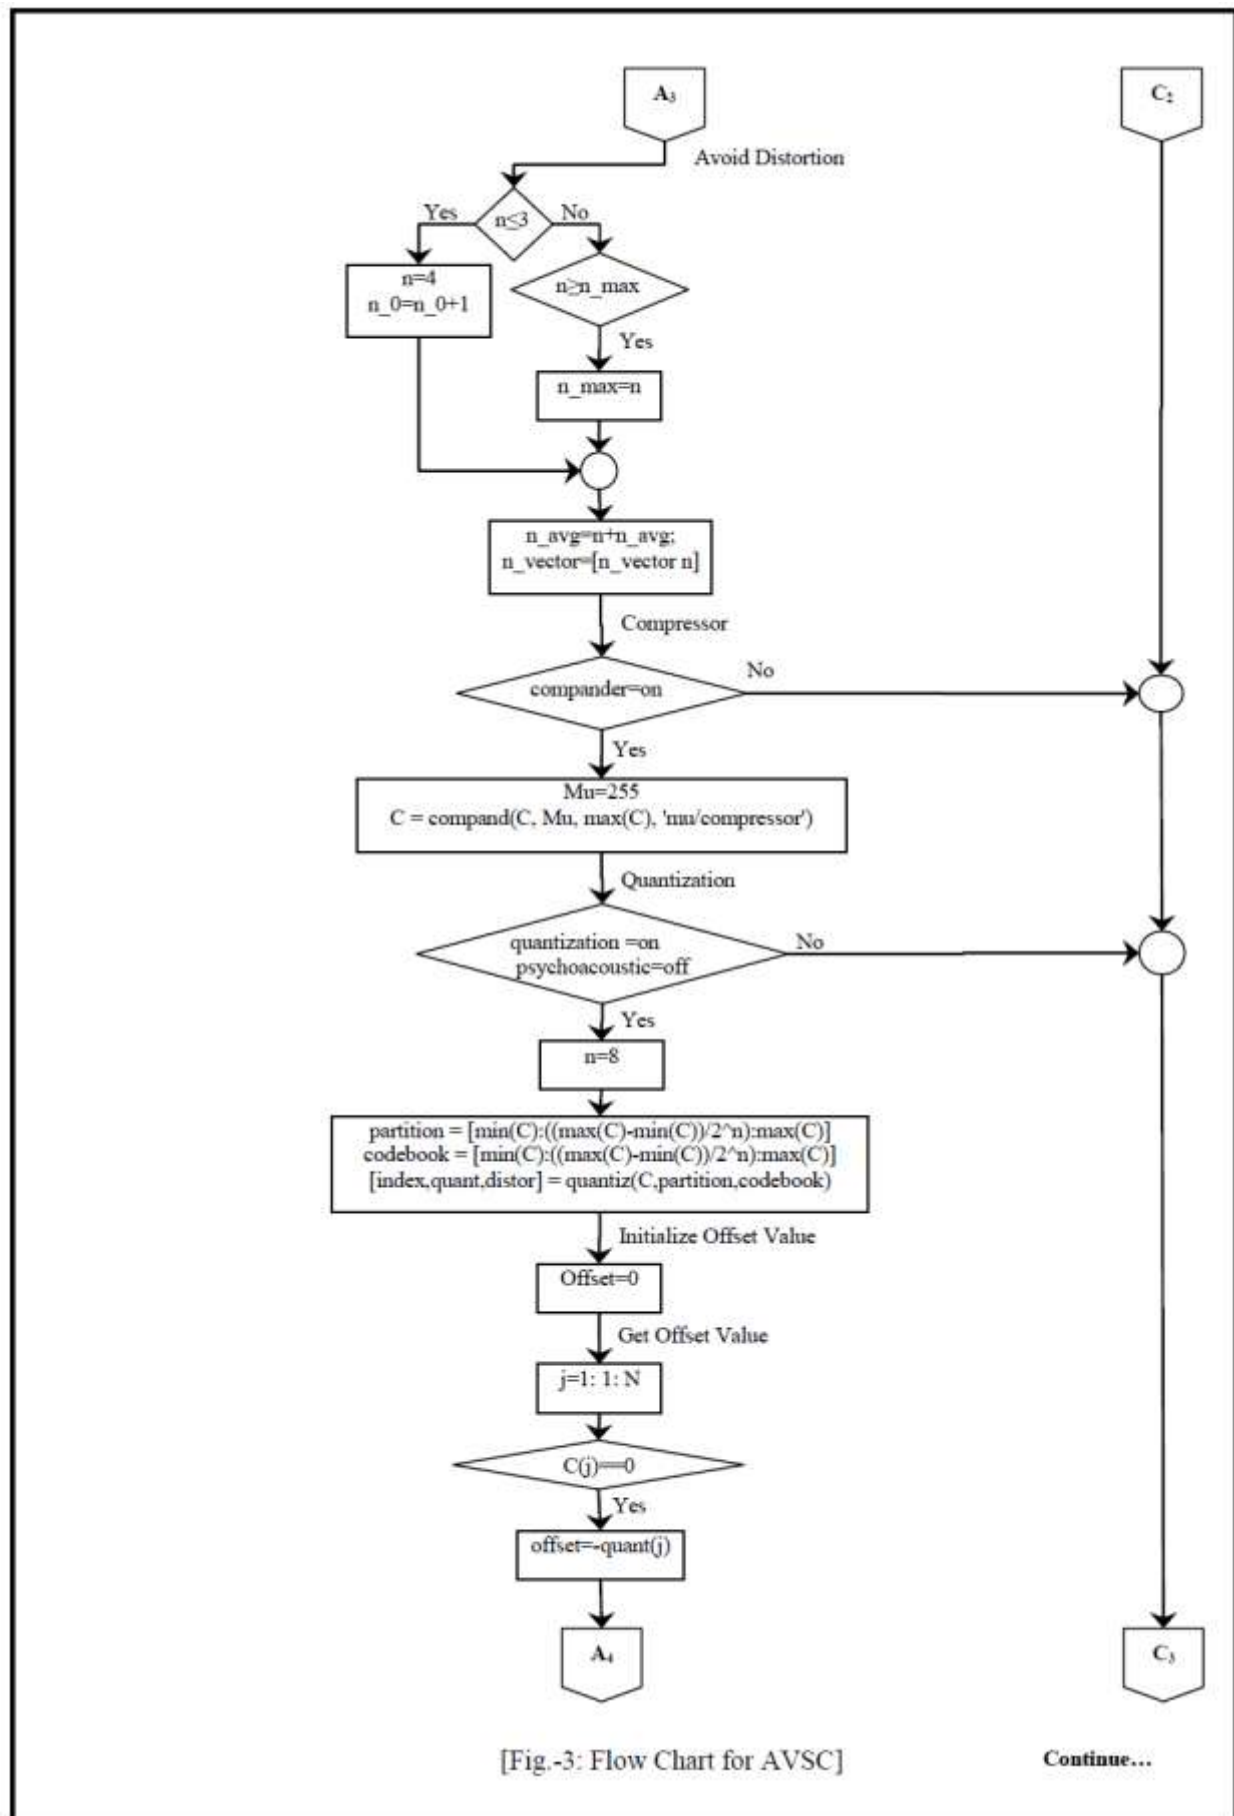 A₃
C₂
Avoid Distortion
Yes
n≤3
No
n=4
n_0=n_0+1
n≥n_max
Yes
n_max=n
n_avg=n+n_avg;
n_vector=[n_vector n]
Compressor
compander=on
No
Yes
Mu=255
C = compand(C, Mu, max(C), 'mu/compressor')
Quantization
quantization =on
psychoacoustic=off
No
Yes
n=8
partition = [min(C):((max(C)-min(C))/2^n):max(C)]
codebook = [min(C):((max(C)-min(C))/2^n):max(C)]
[index,quant,distor] = quantiz(C,partition,codebook)
Initialize Offset Value
Offset=0
Get Offset Value
j=1: 1: N
C(j)==0
Yes
offset=-quant(j)
A₄
C₃
[Fig.-3: Flow Chart for AVSC]
Continue…